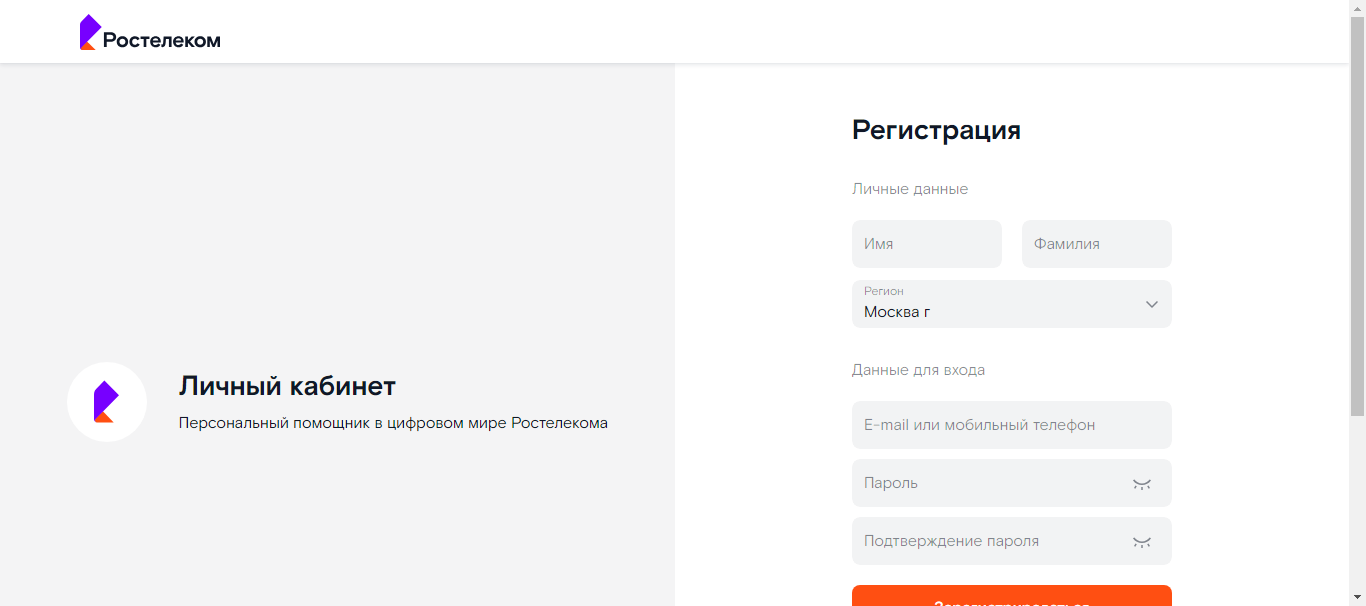 Ростелеком
Личный кабинет
Персональный помощник в цифровом мире Ростелекома
Регистрация
Личные данные
Имя
Фамилия
Регион
Москва г
Данные для входа
E-mail или мобильный телефон
Пароль
Подтверждение пароля
Зарегистрироваться